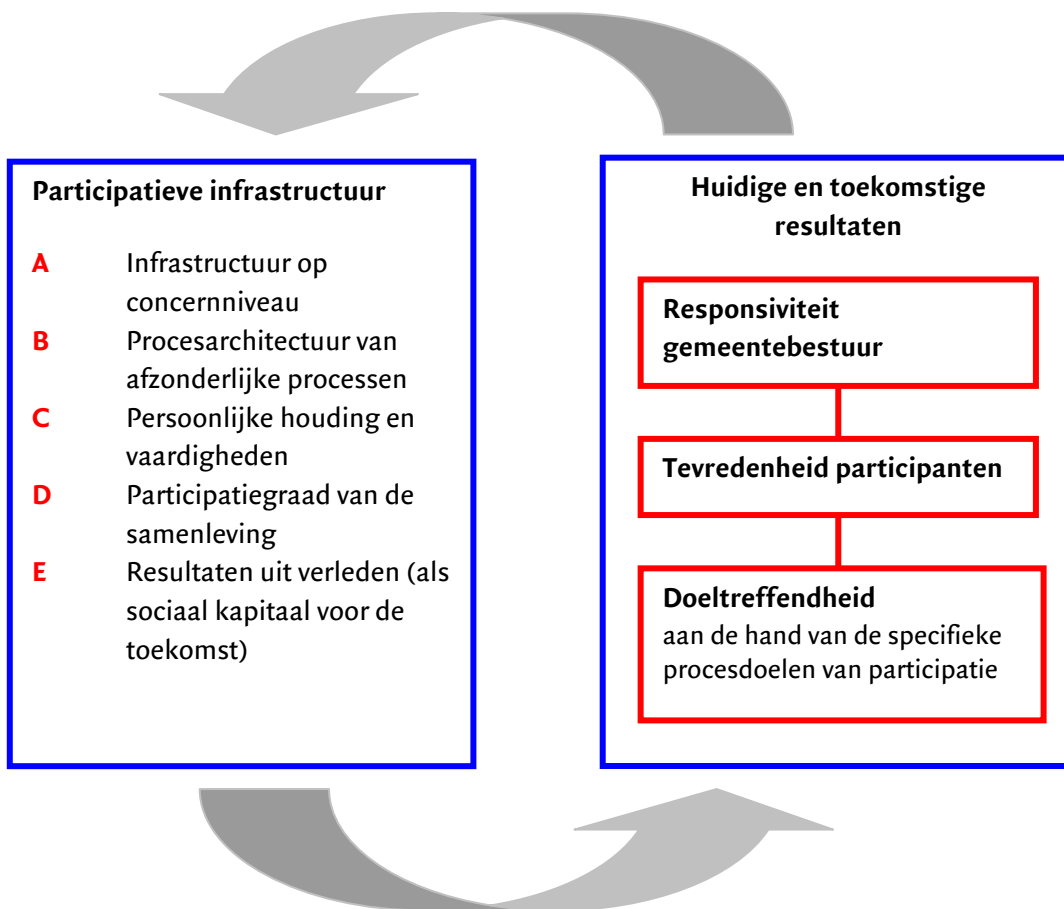 Participatieve infrastructuur
A Infrastructuur op
concernniveau
B Procesarchitectuur van
afzonderlijke processen
C Persoonlijke houding en
vaardigheden
D Participatiegraad van de
samenleving
E Resultaten uit verleden (als
sociaal kapitaal voor de
toekomst)
Huidige en toekomstige
resultaten
Responsiviteit
gemeentebestuur
Tevredenheid participanten
Doeltreffendheid
aan de hand van de specifieke
procesdoelen van participatie